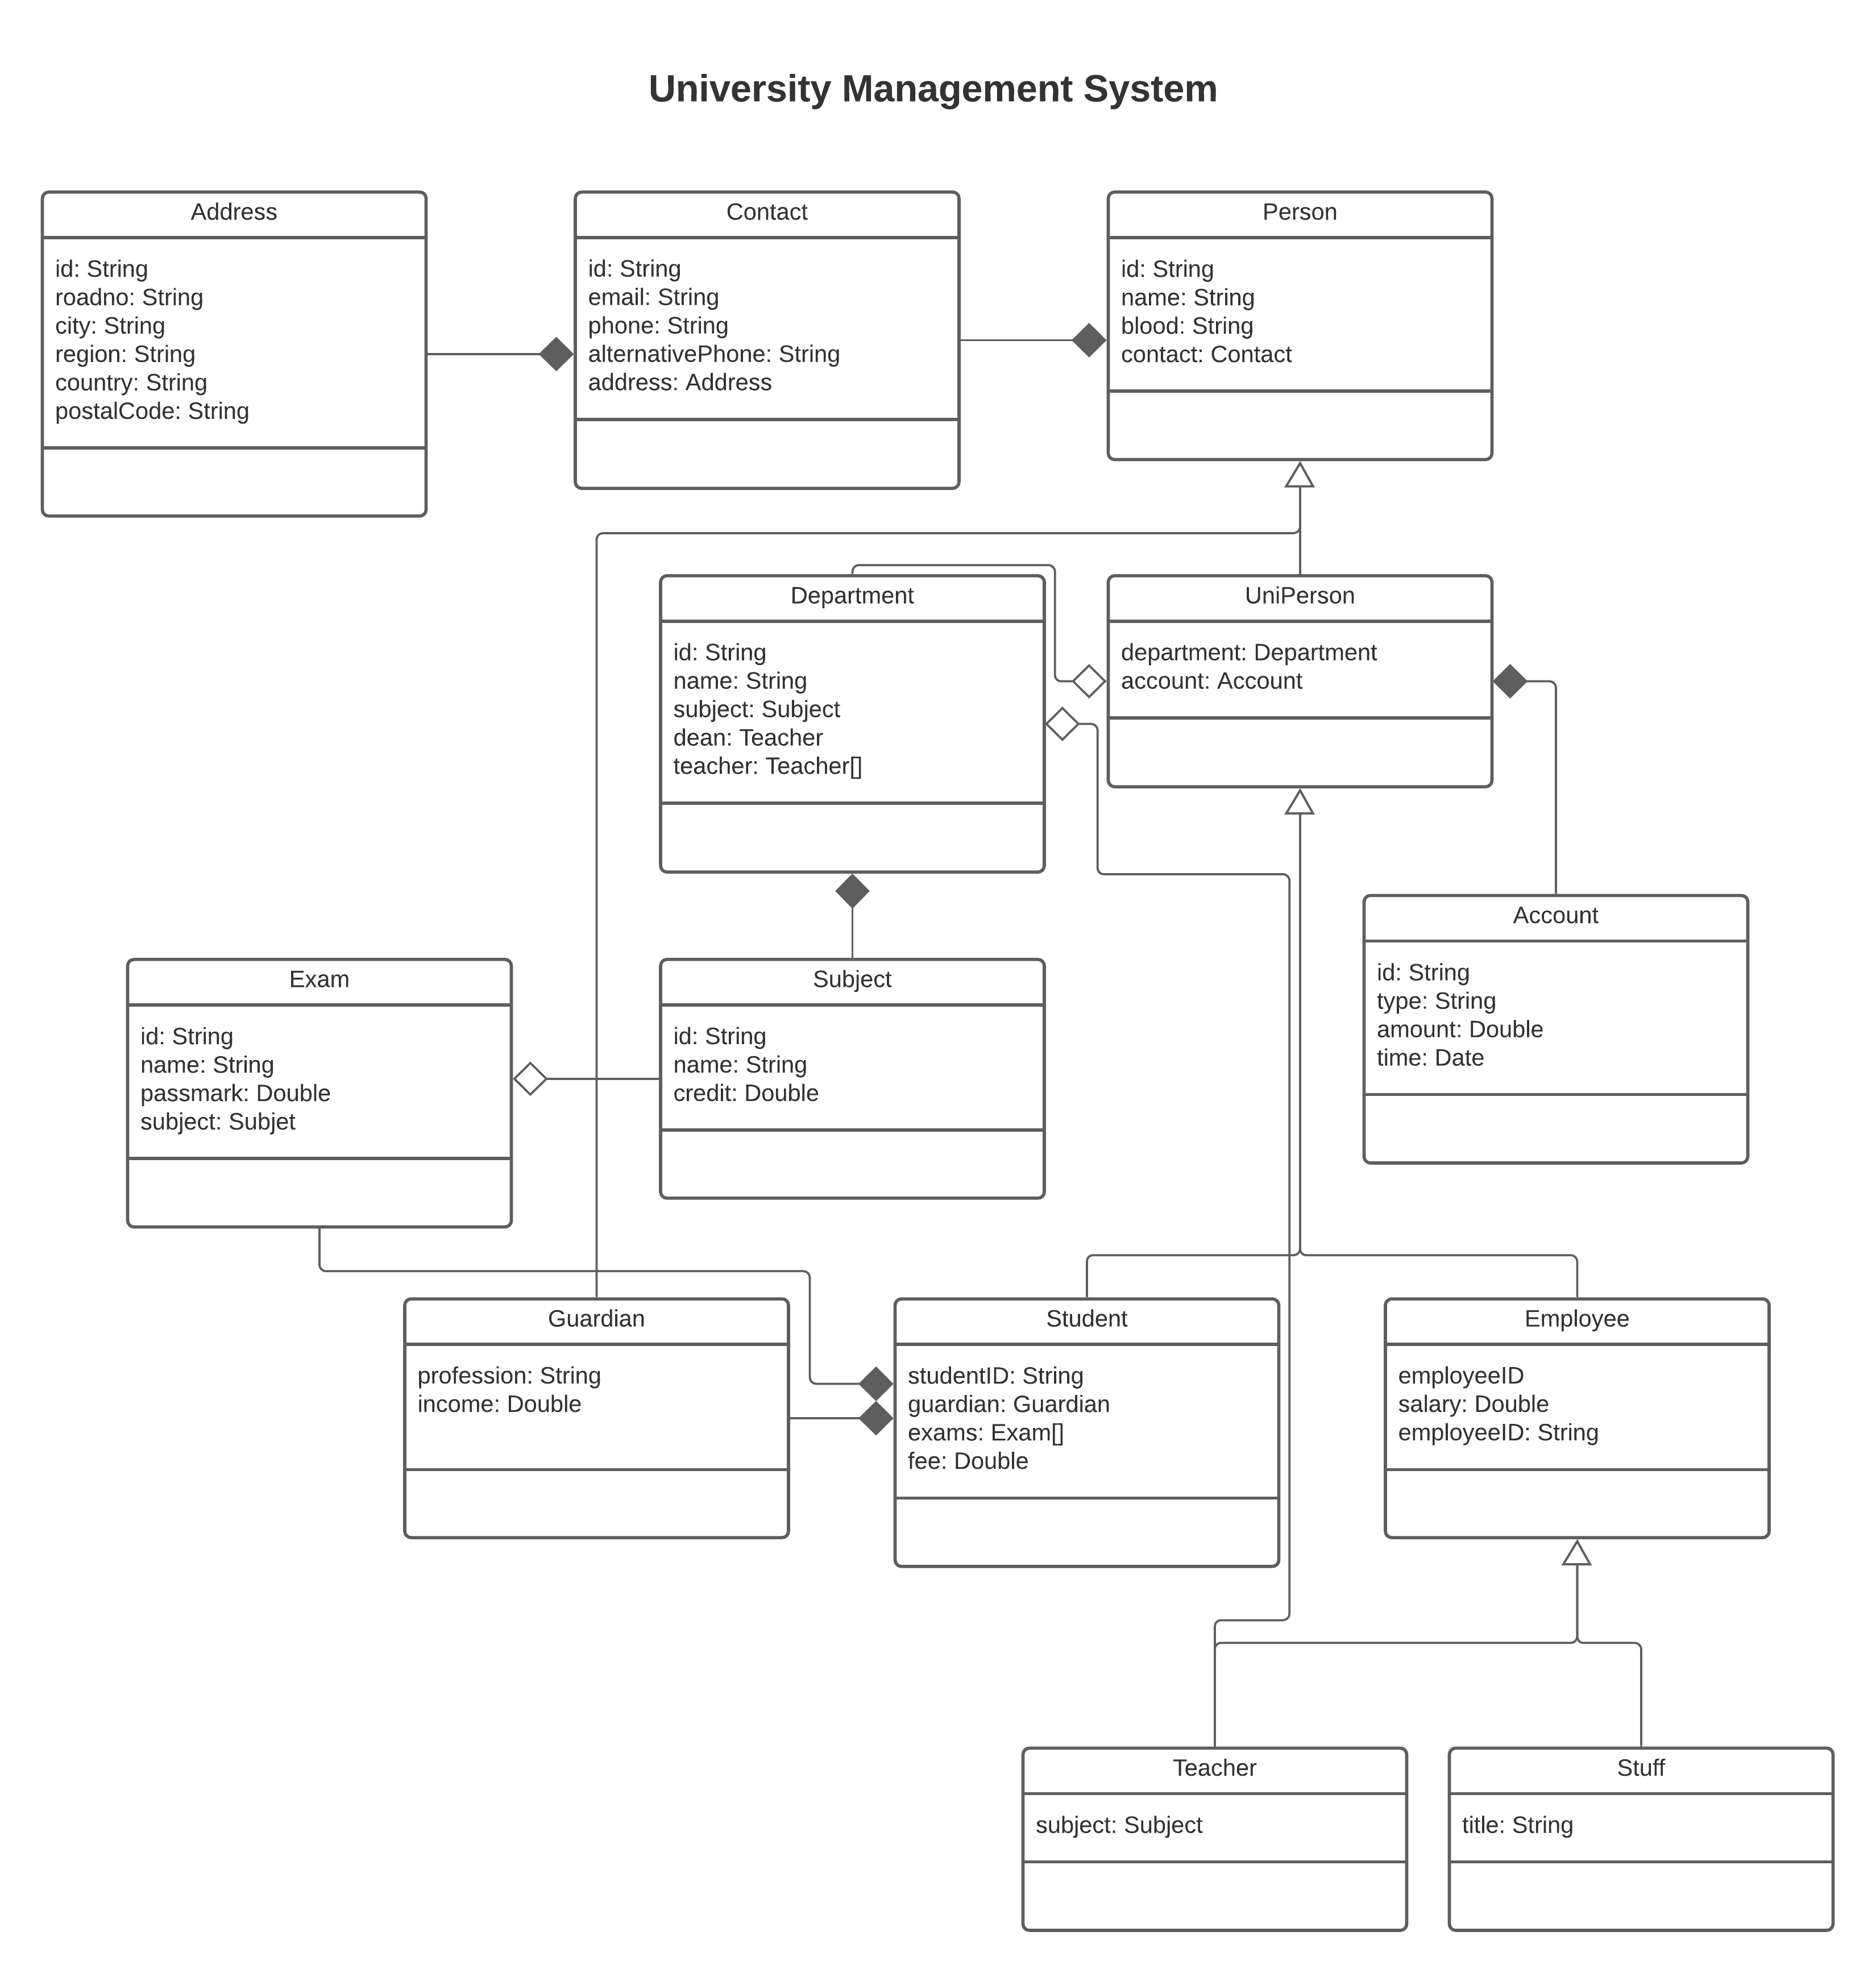 University Management System
Address
id: String
roadno: String
city: String
region: String
country: String
postalCode: String
Contact
id: String
email: String
phone: String
alternativePhone: String
address: Address
Person
id: String
name: String
blood: String
contact: Contact
Department
id: String
name: String
subject: Subject
dean: Teacher
teacher: Teacher[]
UniPerson
department: Department
account: Account
Account
id: String
type: String
amount: Double
time: Date
Exam
id: String
name: String
passmark: Double
subject: Subjet
Subject
id: String
name: String
credit: Double
Guardian
profession: String
income: Double
Student
studentID: String
guardian: Guardian
exams: Exam[]
fee: Double
Employee
employeeID
salary: Double
employeeID: String
Teacher
subject: Subject
Stuff
title: String